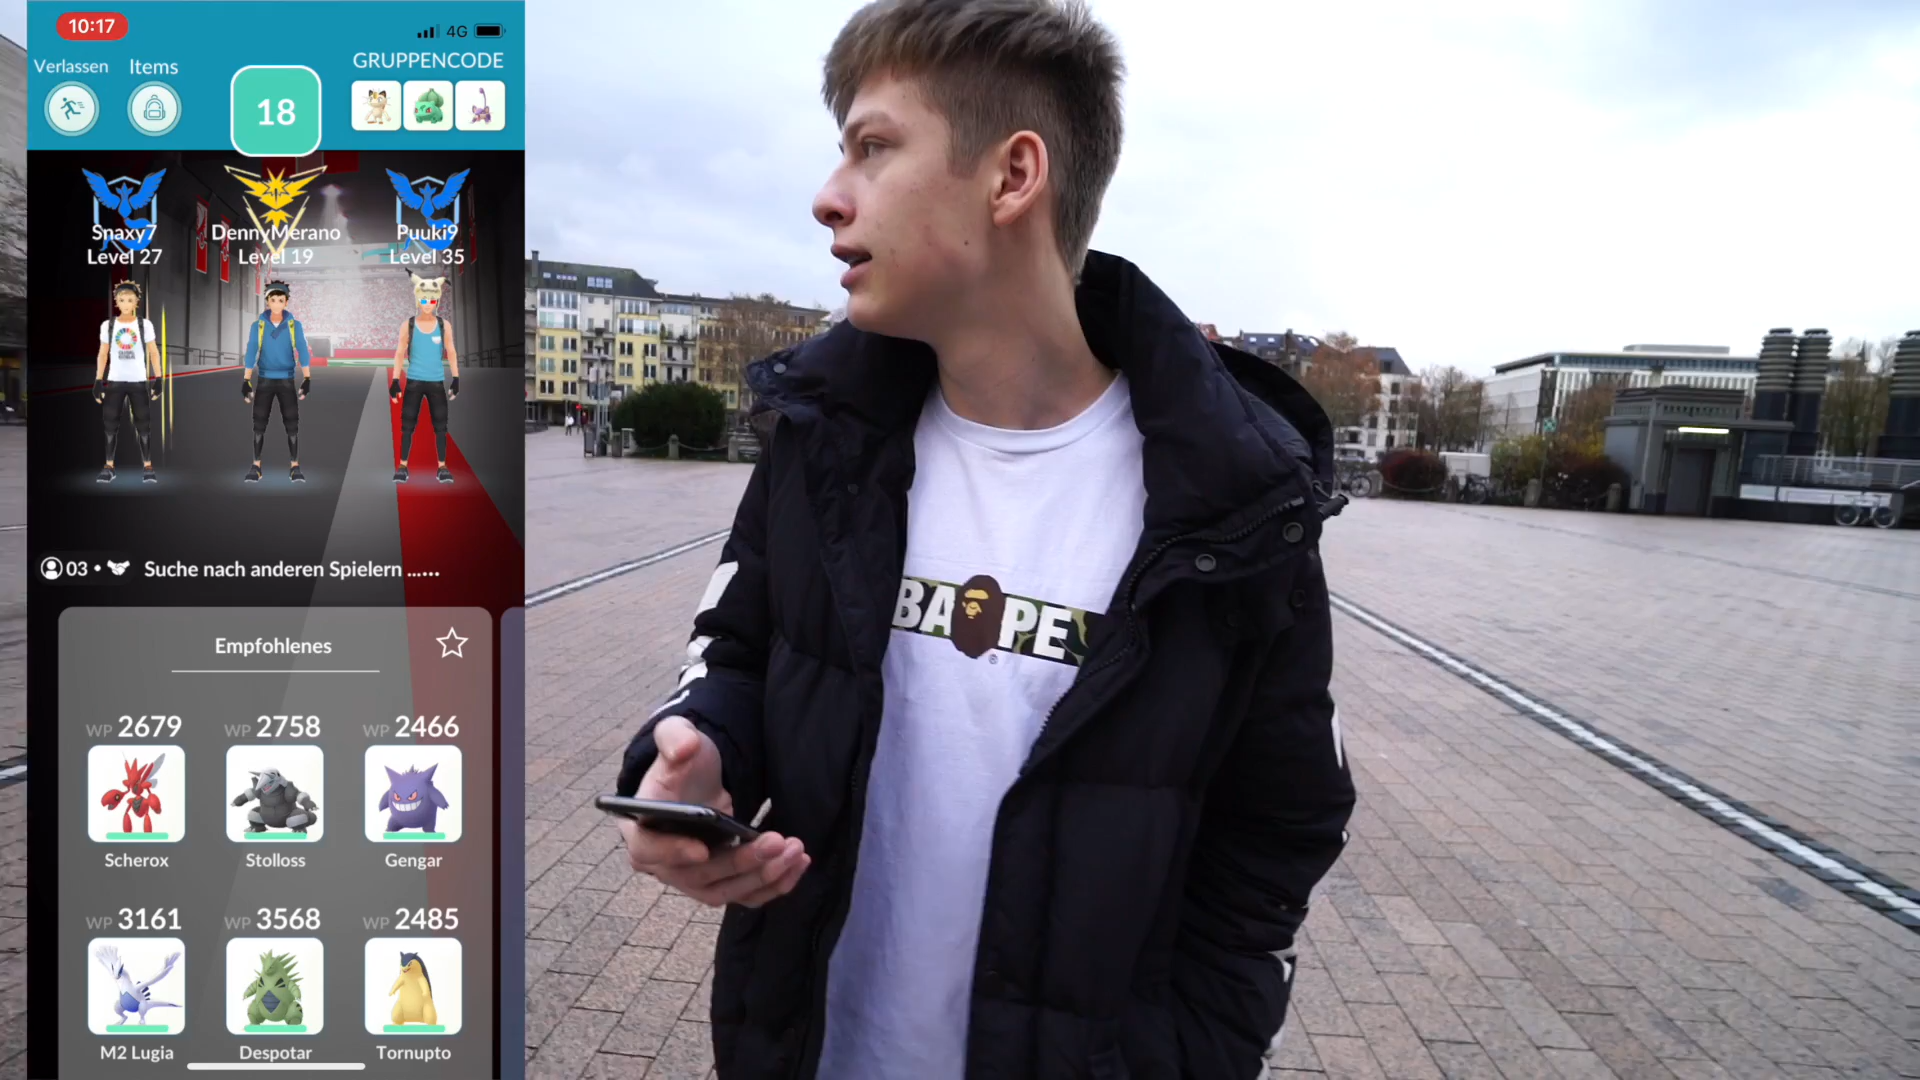 10:17
4G
Verlassen
Items
18
GRUPPENCODE
Snaxy7
Level 27
DennyMerano
Level 19
Puuki9
Level 35
03 • Suche nach anderen Spielern ......
Empfohlenes
WP 2679
WP 2758
WP 2466
Scherox
Stolloss
Gengar
WP 3161
WP 3568
WP 2485
M2 Lugia
Despotar
Tornupto
BA PE
®